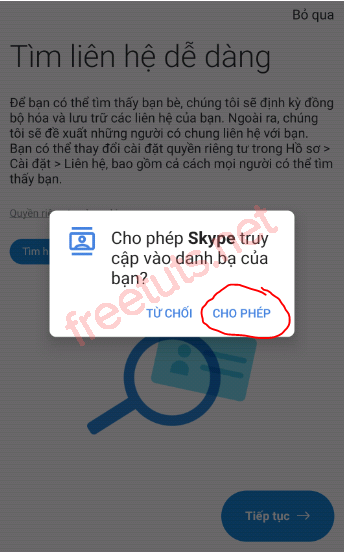 Bỏ qua
Tìm liên hệ dễ dàng
Để bạn có thể tìm thấy bạn bè, chúng tôi sẽ định kỳ đồng
bộ hóa và lưu trữ các liên hệ của bạn. Ngoài ra, chúng
tôi sẽ đề xuất những người có chung liên hệ với bạn.
Bạn có thể thay đổi cài đặt quyền riêng tư trong Hồ sơ >
Cài đặt > Liên hệ, bao gồm cả cách mọi người có thể tìm
thấy bạn.
Quyền
Tìm
Cho phép Skype truy
cập vào danh bạ của
bạn?
TỪ CHỐI CHO PHÉP
freetuts.net
Tiếp tục